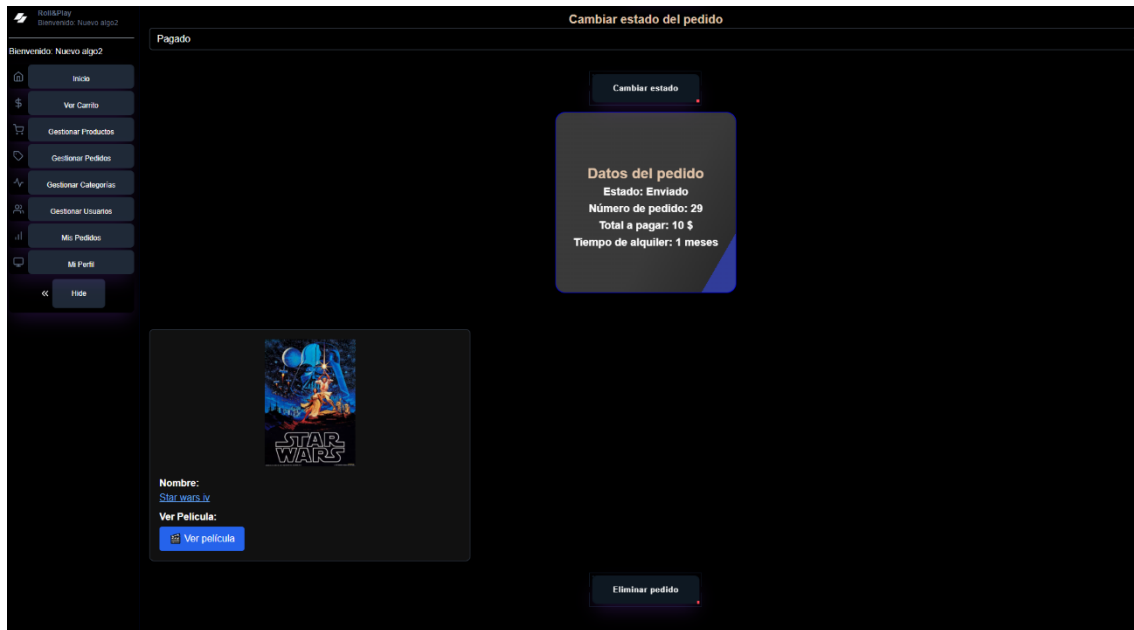 Roll&Play
Bienvenido: Nuevo algo2
Bienvenido: Nuevo algo2
Inicio
Ver Carrito
Gestionar Productos
Gestionar Pedidos
Gestionar Categorías
Gestionar Usuarios
Mis Pedidos
Mi Perfil
« Hide
Cambiar estado del pedido
Pagado
Cambiar estado
Datos del pedido
Estado: Enviado
Número de pedido: 29
Total a pagar: 10 $
Tiempo de alquiler: 1 meses
STAR
WARS
Nombre:
Star wars iv
Ver Pelicula:
Ver película
Eliminar pedido